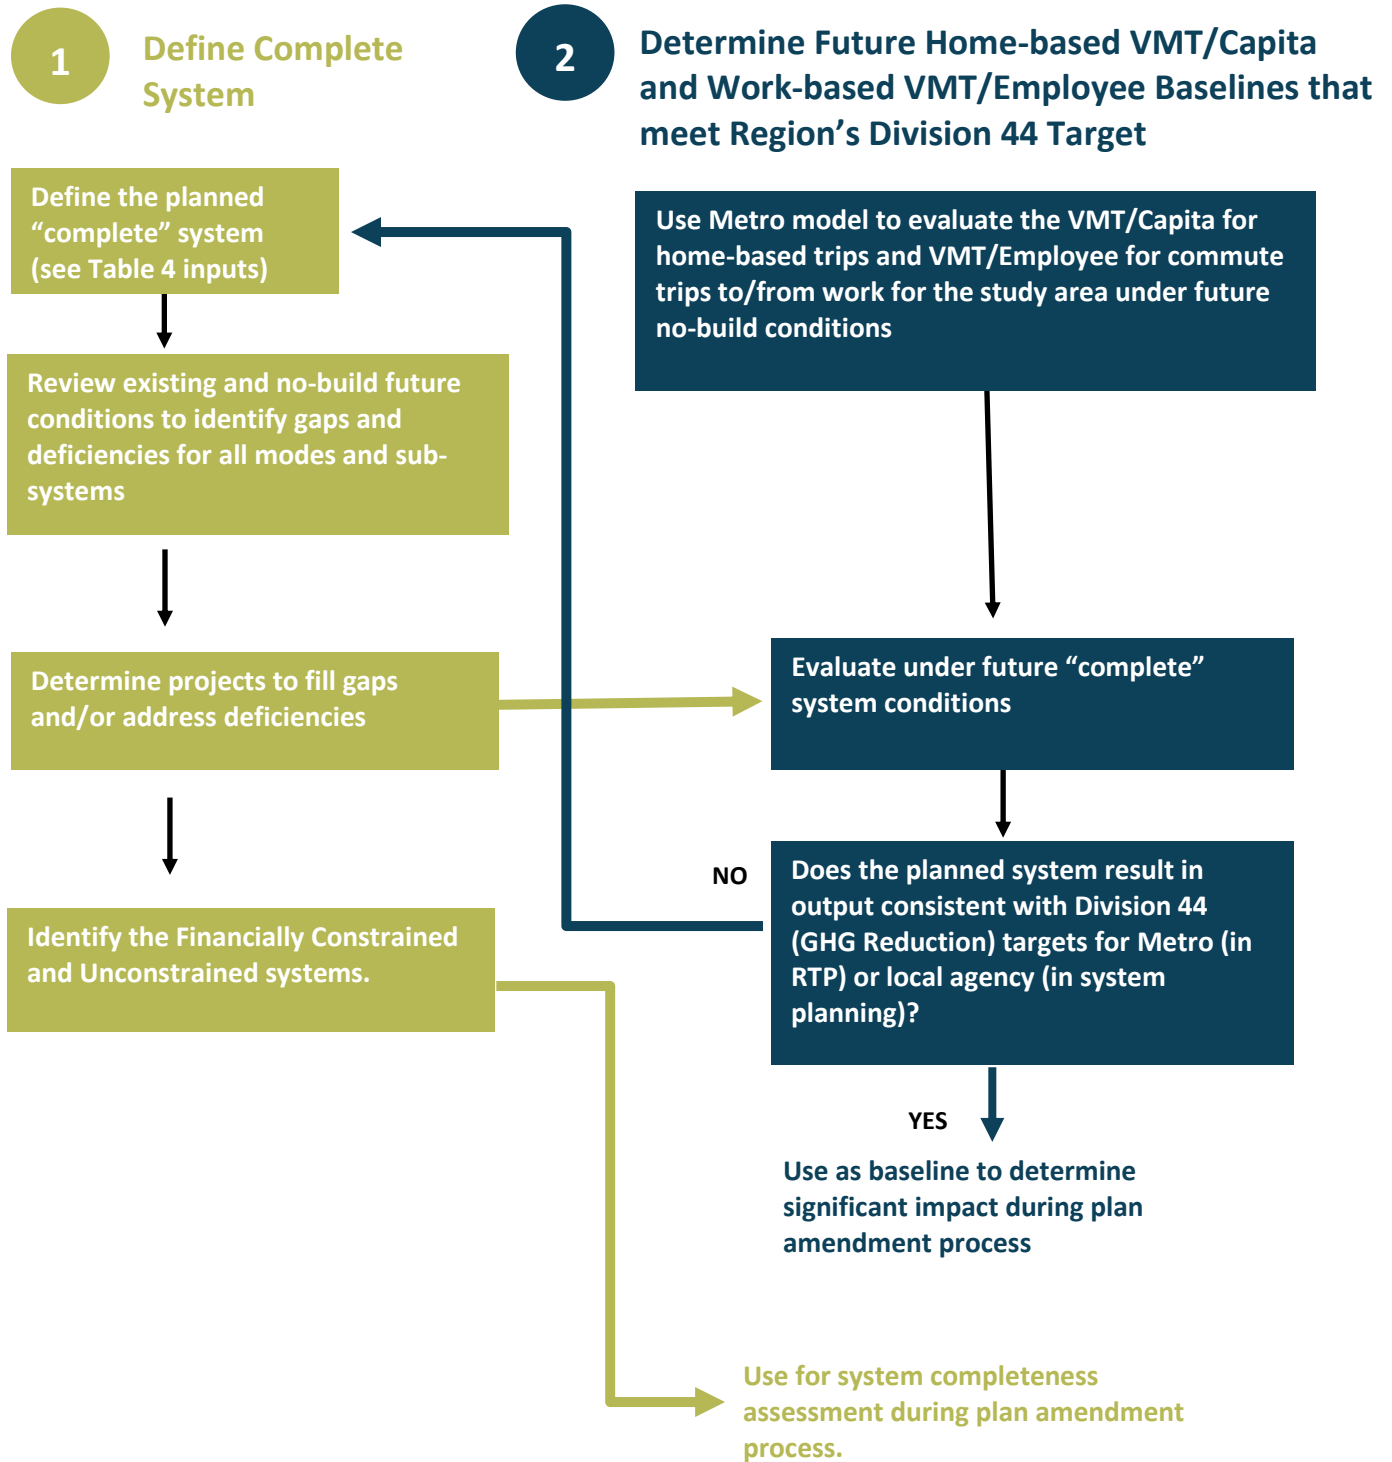 1
Define Complete
System
2
Determine Future Home-based VMT/Capita
and Work-based VMT/Employee Baselines that
meet Region’s Division 44 Target
Define the planned
“complete” system
(see Table 4 inputs)
Review existing and no-build future
conditions to identify gaps and
deficiencies for all modes and sub-
systems
Determine projects to fill gaps
and/or address deficiencies
Identify the Financially Constrained
and Unconstrained systems.
Use Metro model to evaluate the VMT/Capita for
home-based trips and VMT/Employee for commute
trips to/from work for the study area under future
no-build conditions
Evaluate under future “complete”
system conditions
NO
Does the planned system result in
output consistent with Division 44
(GHG Reduction) targets for Metro (in
RTP) or local agency (in system
planning)?
YES
Use as baseline to determine
significant impact during plan
amendment process
Use for system completeness
assessment during plan amendment
process.